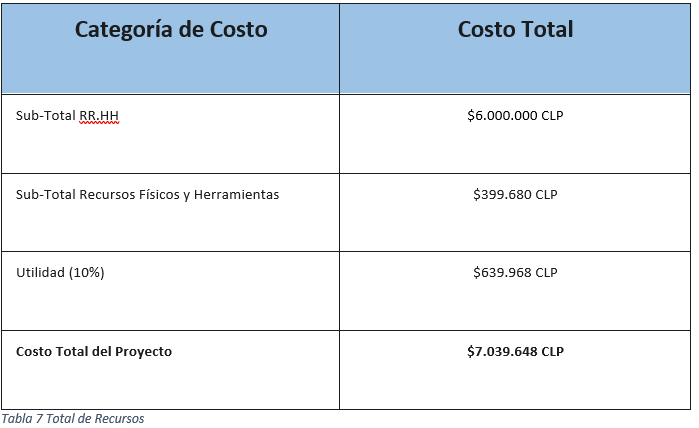 Categoría de Costo Costo Total
Sub-Total RR.HH $6.000.000 CLP
Sub-Total Recursos Físicos y Herramientas $399.680 CLP
Utilidad (10%) $639.968 CLP
Costo Total del Proyecto $7.039.648 CLP
Tabla 7 Total de Recursos